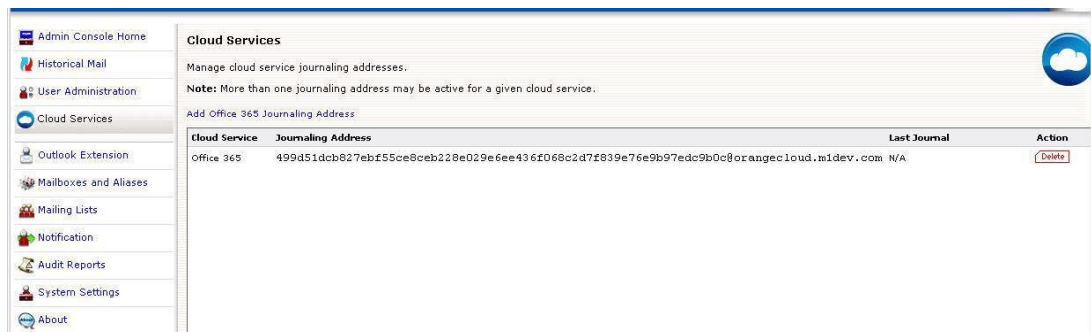 Admin Console Home
Historical Mail
User Administration
Cloud Services
Outlook Extension
Mailboxes and Aliases
Mailing Lists
Notification
Audit Reports
System Settings
About
Cloud Services
Manage cloud service journaling addresses.
Note: More than one journaling address may be active for a given cloud service.
Add Office 365 Journaling Address
Cloud Service Journaling Address Last Journal Action
Office 365 499d51dcb827ebf55ce8ceb228e029e6ee436f068c2d7f839e76e9b97edc9b0c@orangecloud.m1dev.com N/A Delete